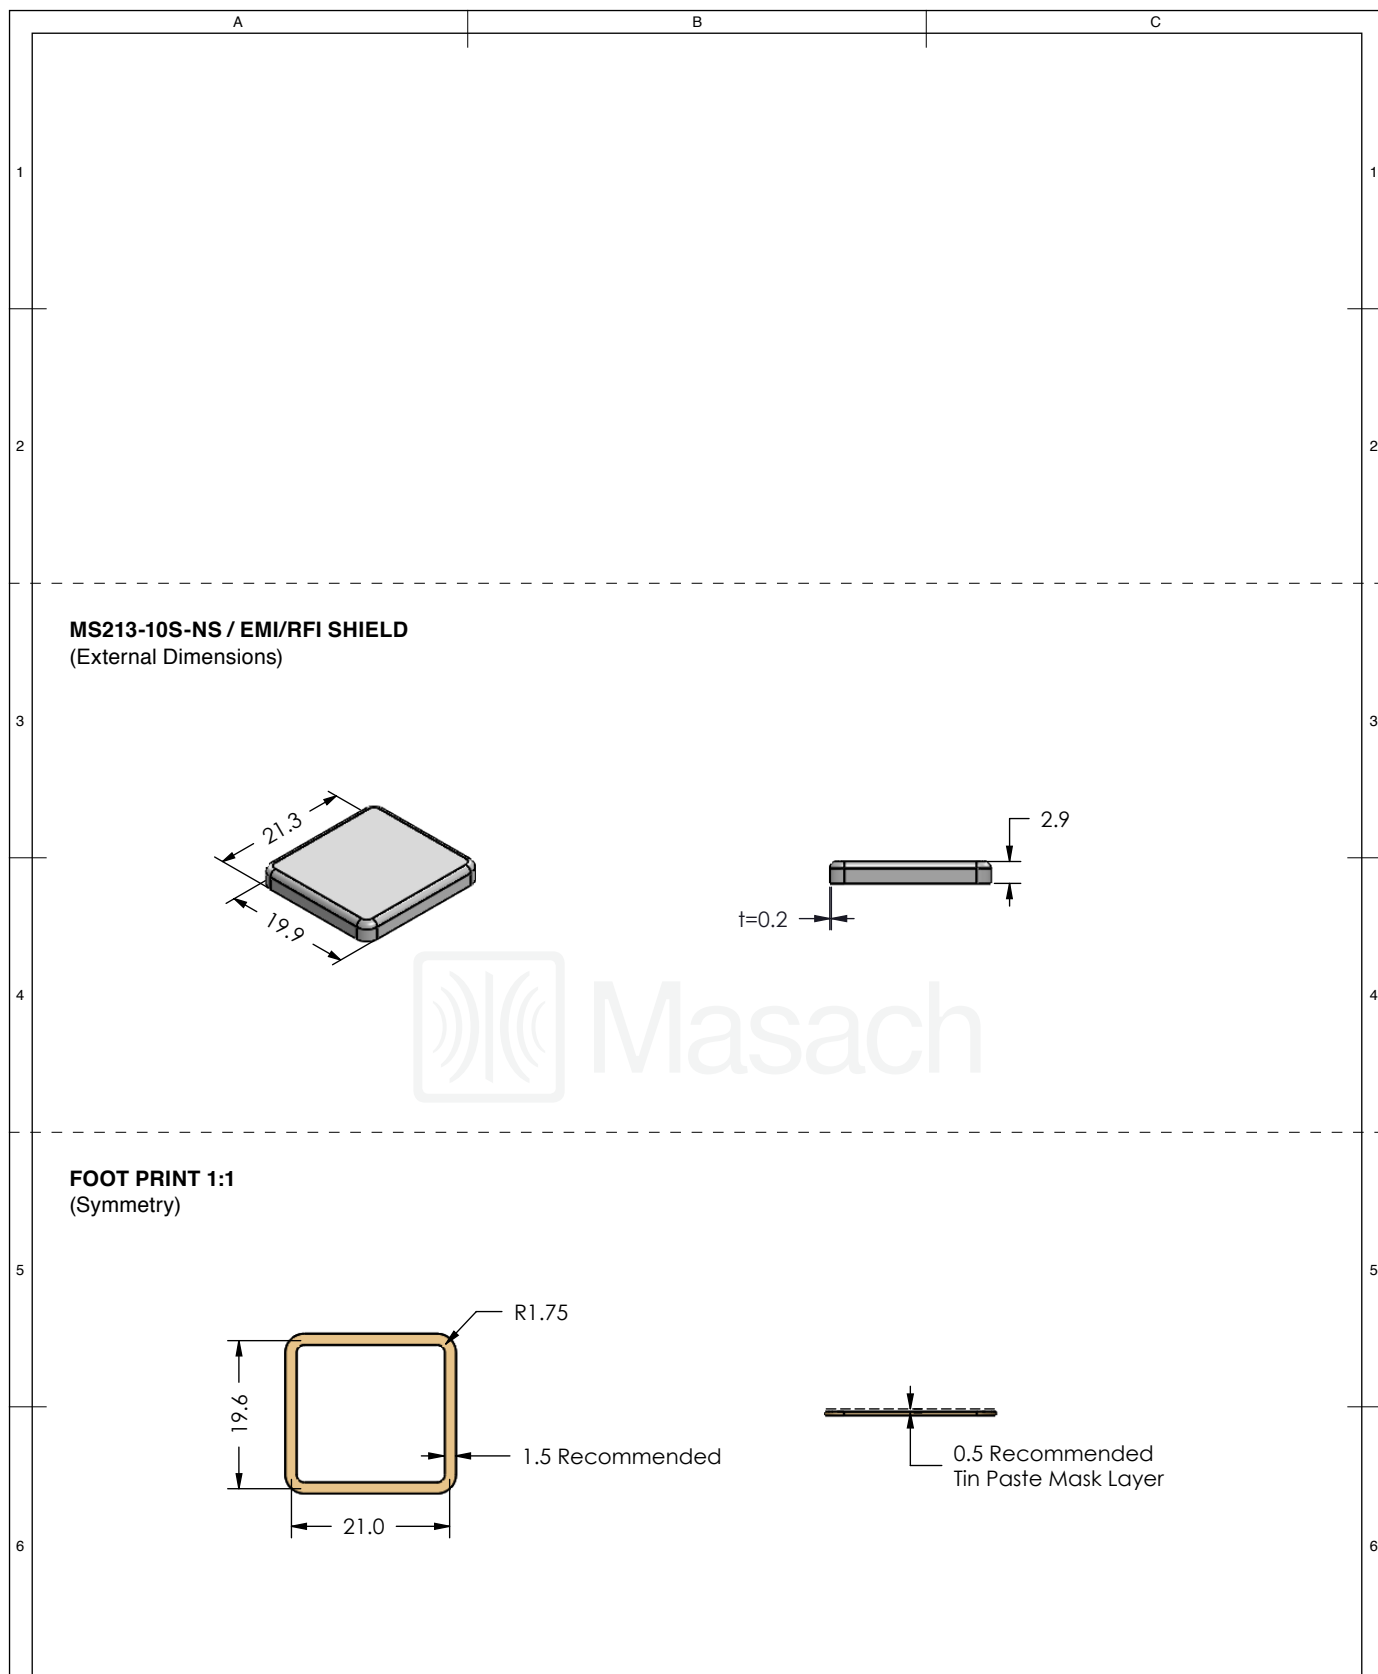 A B C
1 1
2 2
MS213-10S-NS / EMI/RFI SHIELD
(External Dimensions)
3 3
21.3
19.9
2.9
t=0.2
Masach
4 4
FOOT PRINT 1:1
(Symmetry)
5 5
R1.75
19.6
1.5 Recommended
21.0
0.5 Recommended
Tin Paste Mask Layer
6 6